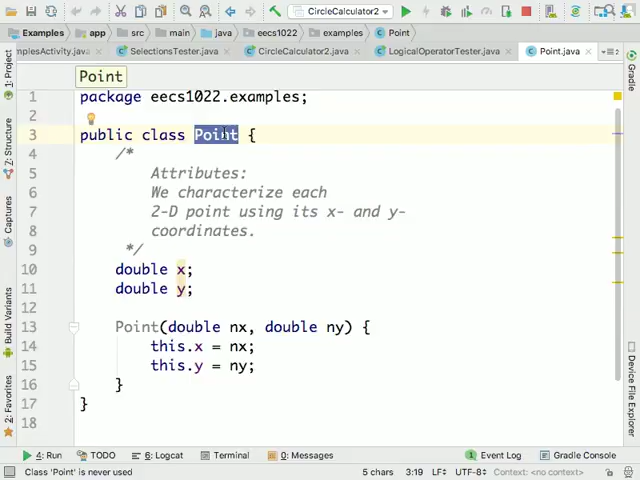 CircleCalculator2
Examples
app
src
main
java
eecs1022
examples
Point
mplesActivity.java
SelectionsTester.java
CircleCalculator2.java
LogicalOperatorTester.java
Point.java
1: Project
7: Structure
Captures
Build Variants
2: Favorites
Gradle
Device File Explorer
Point
1 package eecs1022.examples;
2
3 public class Point {
4 /*
5 Attributes:
6 We characterize each
7 2-D point using its x- and y-
8 coordinates.
9 */
10 double x;
11 double y;
12
13 Point(double nx, double ny) {
14 this.x = nx;
15 this.y = ny;
16 }
17 }
18
4: Run
TODO
6: Logcat
Terminal
0: Messages
1 Event Log
Gradle Console
Class 'Point' is never used
5 chars 3:19 LF UTF-8 Context: <no context>